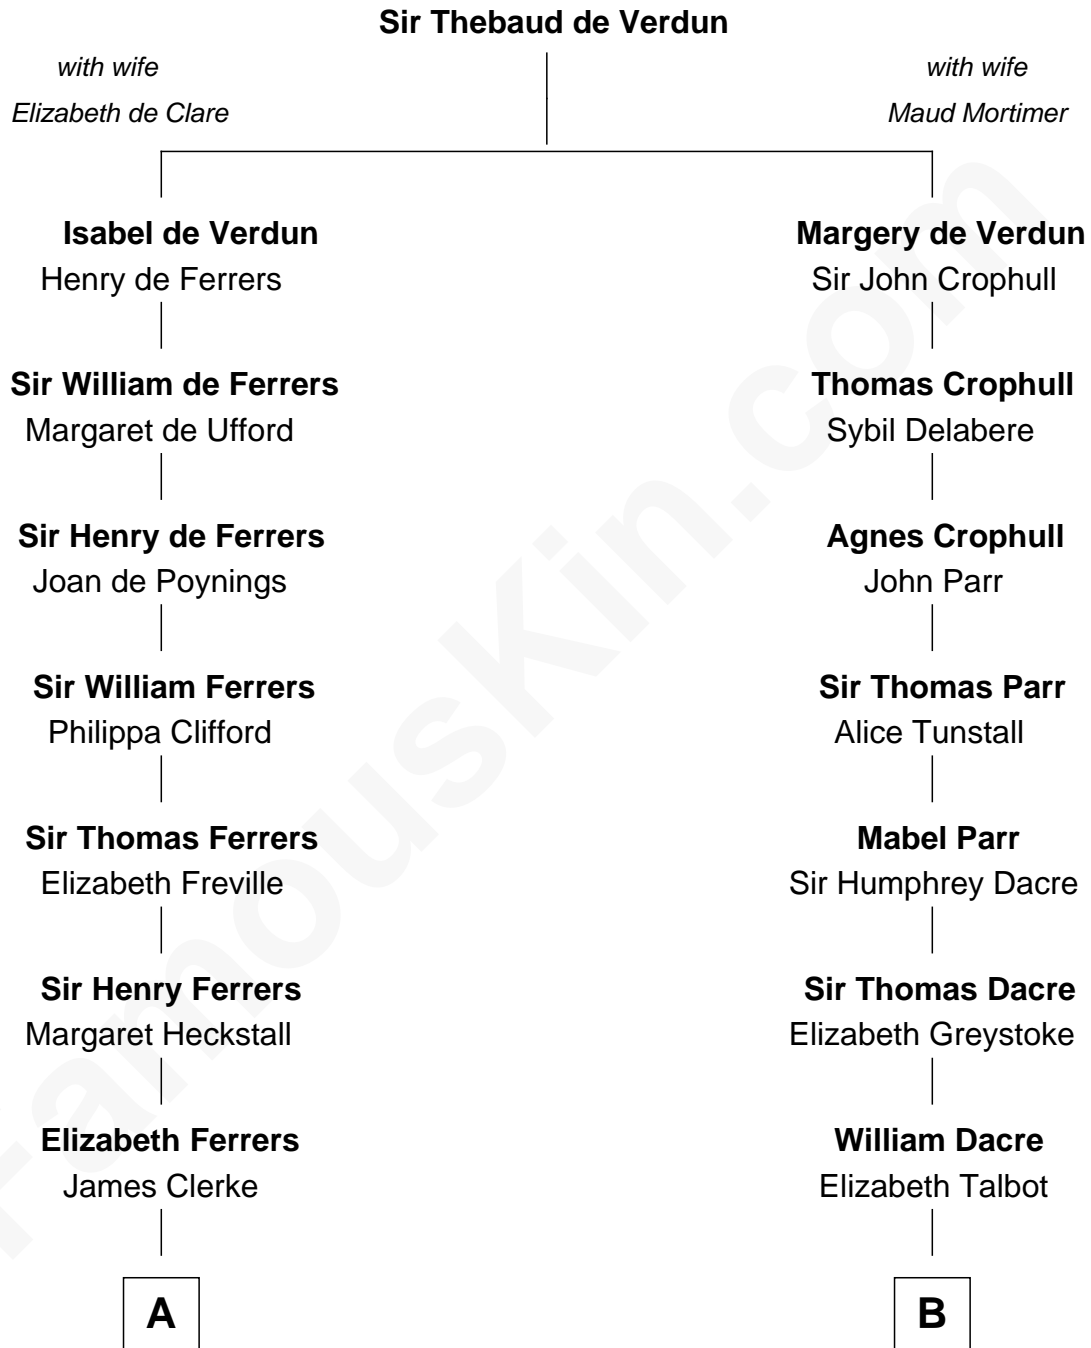 Sir Thebaud de Verdun
with wife
Elizabeth de Clare
with wife
Maud Mortimer
Isabel de Verdun
Henry de Ferrers
Margery de Verdun
Sir John Crophull
Sir William de Ferrers
Margaret de Ufford
Thomas Crophull
Sybil Delabere
Sir Henry de Ferrers
Joan de Poynings
Agnes Crophull
John Parr
Sir William Ferrers
Philippa Clifford
Sir Thomas Parr
Alice Tunstall
Sir Thomas Ferrers
Elizabeth Freville
Mabel Parr
Sir Humphrey Dacre
Sir Henry Ferrers
Margaret Heckstall
Sir Thomas Dacre
Elizabeth Greystoke
Elizabeth Ferrers
James Clerke
William Dacre
Elizabeth Talbot
A
B
FamousKin.com